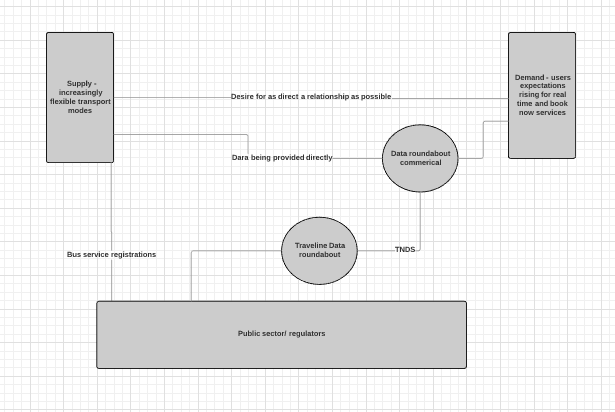 Supply -
increasingly
flexible transport
modes
Desire for as direct a relationship as possible
Demand - users
expectations
rising for real
time and book
now services
Dara being provided directly
Data roundabout
commerical
Bus service registrations
Traveline Data
roundabout
TNDS
Public sector/ regulators